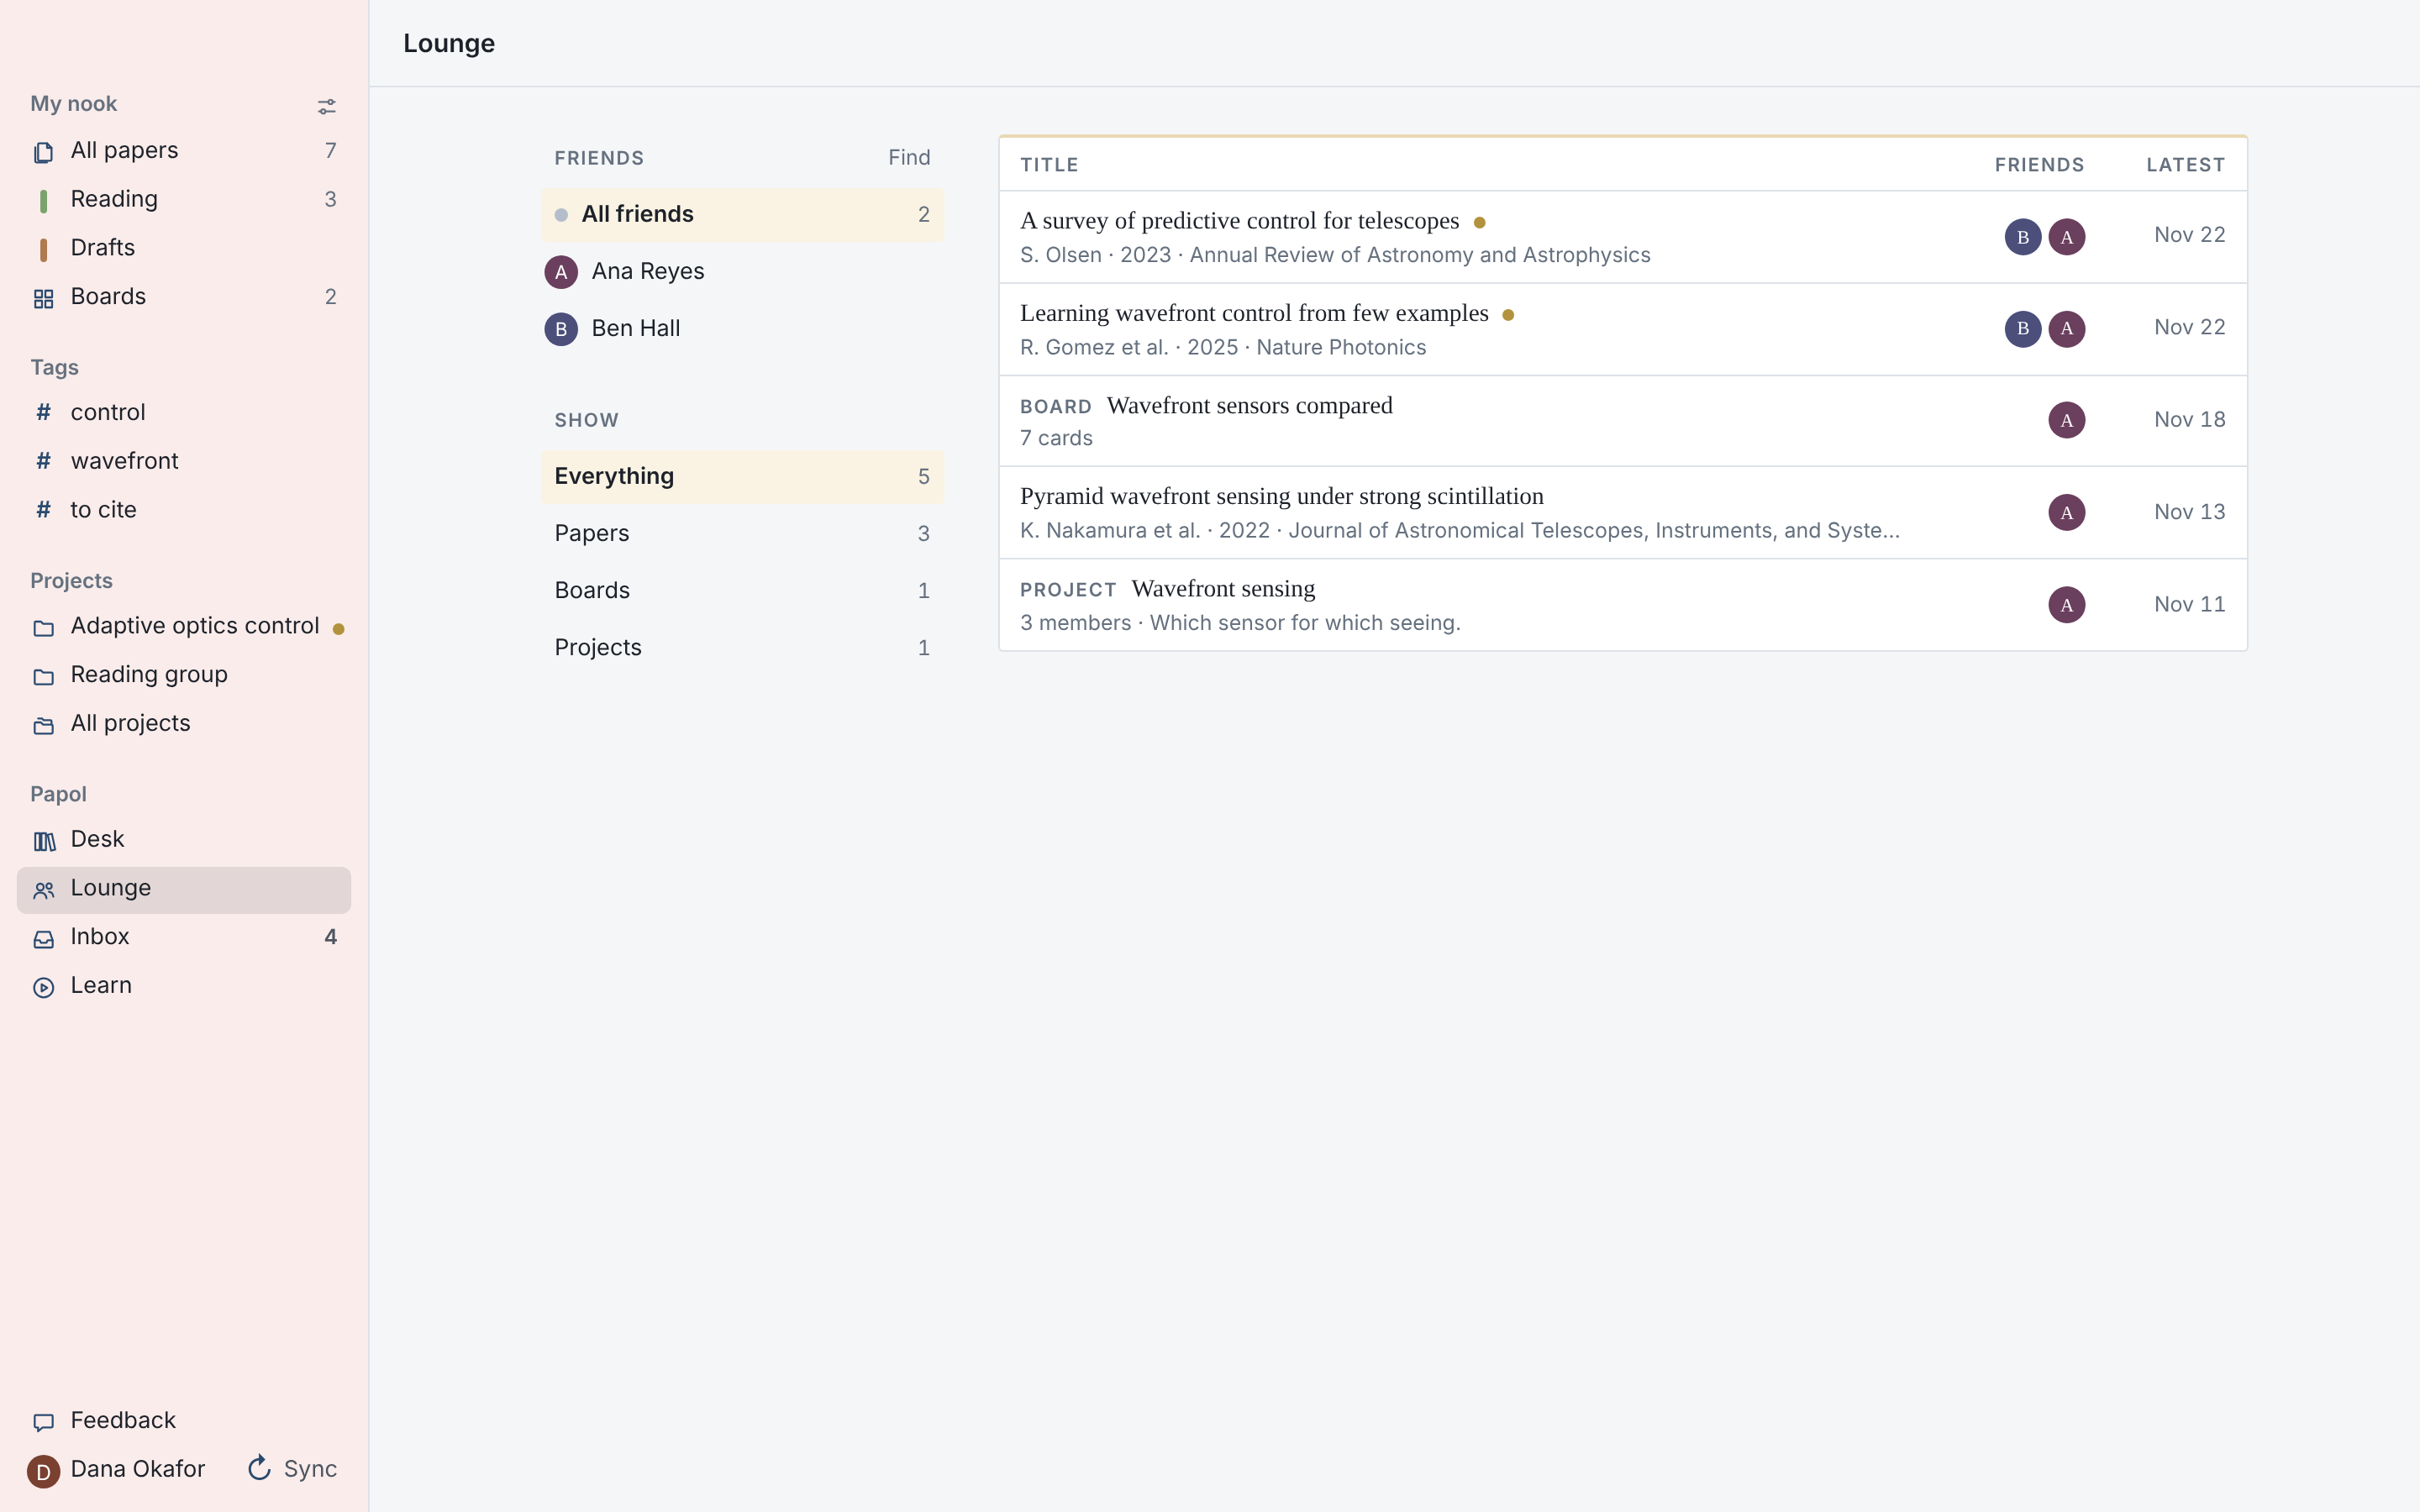 My nook
All papers 7
Reading 3
Drafts
Boards 2
Tags
# control
# wavefront
# to cite
Projects
Adaptive optics control
Reading group
All projects
Papol
Desk
Lounge
Inbox 4
Learn
Feedback
D Dana Okafor Sync
Lounge
FRIENDS Find
All friends 2
A Ana Reyes
B Ben Hall
SHOW
Everything 5
Papers 3
Boards 1
Projects 1
TITLE FRIENDS LATEST
A survey of predictive control for telescopes B A Nov 22
S. Olsen · 2023 · Annual Review of Astronomy and Astrophysics
Learning wavefront control from few examples B A Nov 22
R. Gomez et al. · 2025 · Nature Photonics
BOARD Wavefront sensors compared A Nov 18
7 cards
Pyramid wavefront sensing under strong scintillation A Nov 13
K. Nakamura et al. · 2022 · Journal of Astronomical Telescopes, Instruments, and Syste...
PROJECT Wavefront sensing A Nov 11
3 members · Which sensor for which seeing.